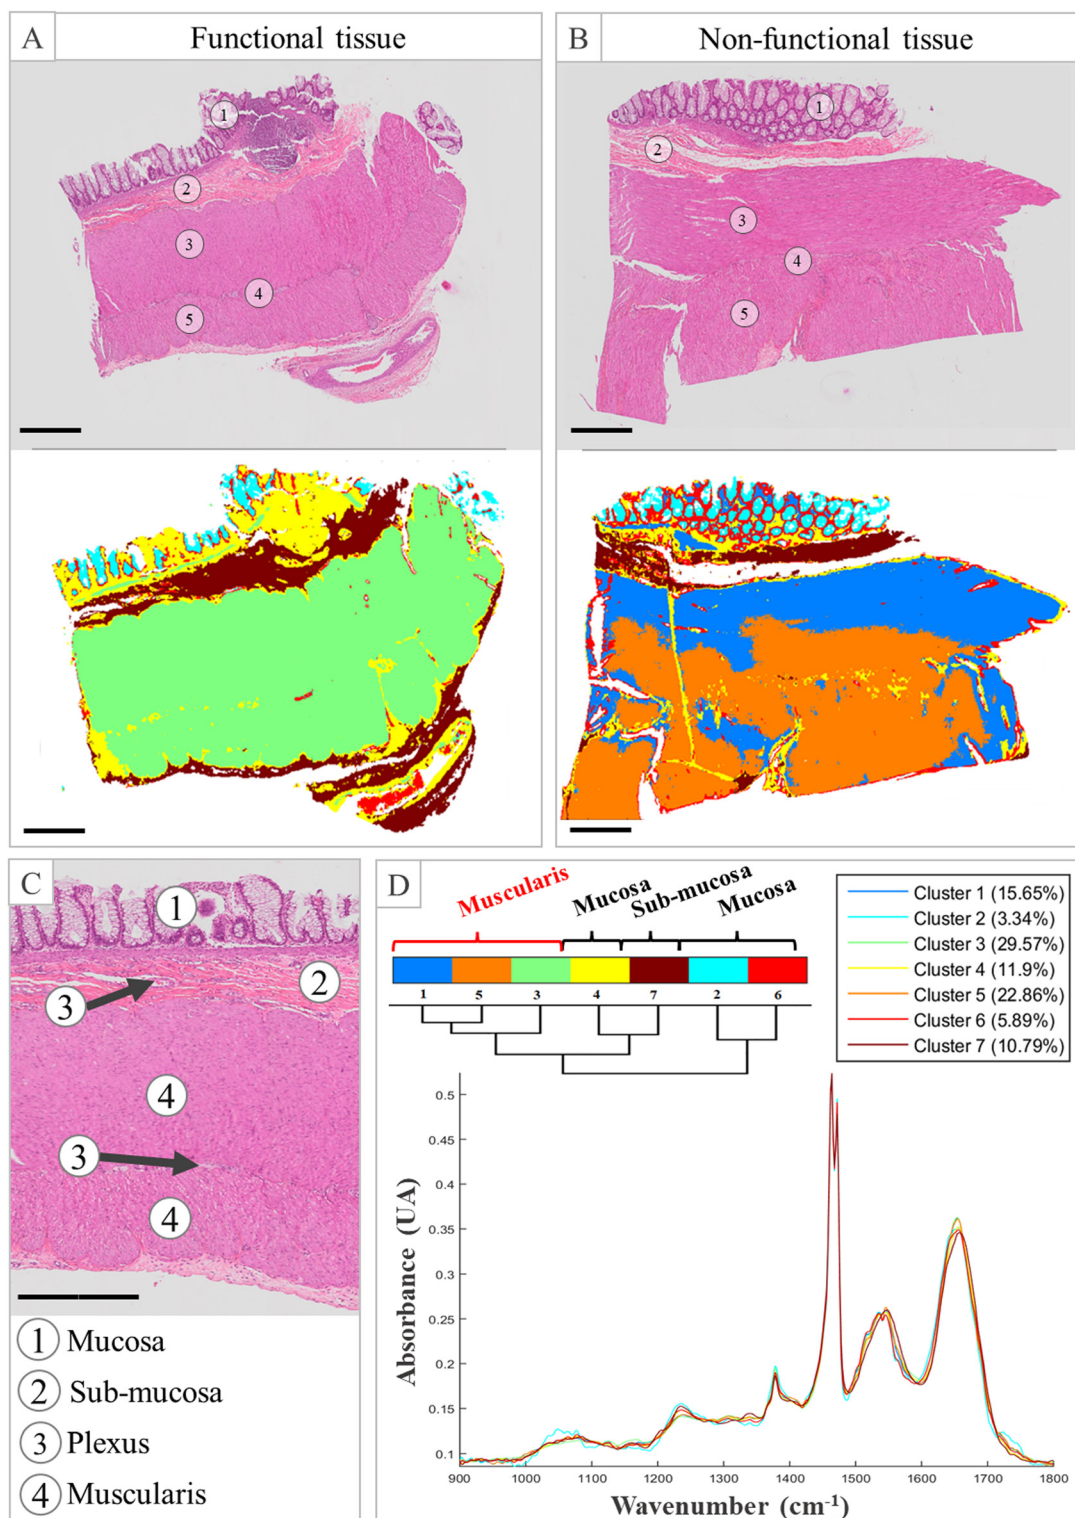 A
Functional tissue
1
2
3
4
5
B
Non-functional tissue
1
2
3
4
5
C
1
2
3
4
3
4
1 Mucosa
2 Sub-mucosa
3 Plexus
4 Muscularis
D
Muscularis
Mucosa
Sub-mucosa
Mucosa
1 5 3 4 7 2 6
Cluster 1 (15.65%)
Cluster 2 (3.34%)
Cluster 3 (29.57%)
Cluster 4 (11.9%)
Cluster 5 (22.86%)
Cluster 6 (5.89%)
Cluster 7 (10.79%)
Absorbance (UA)
0.5
0.45
0.4
0.35
0.3
0.25
0.2
0.15
0.1
900 1000 1100 1200 1300 1400 1500 1600 1700 1800
Wavenumber (cm⁻¹)